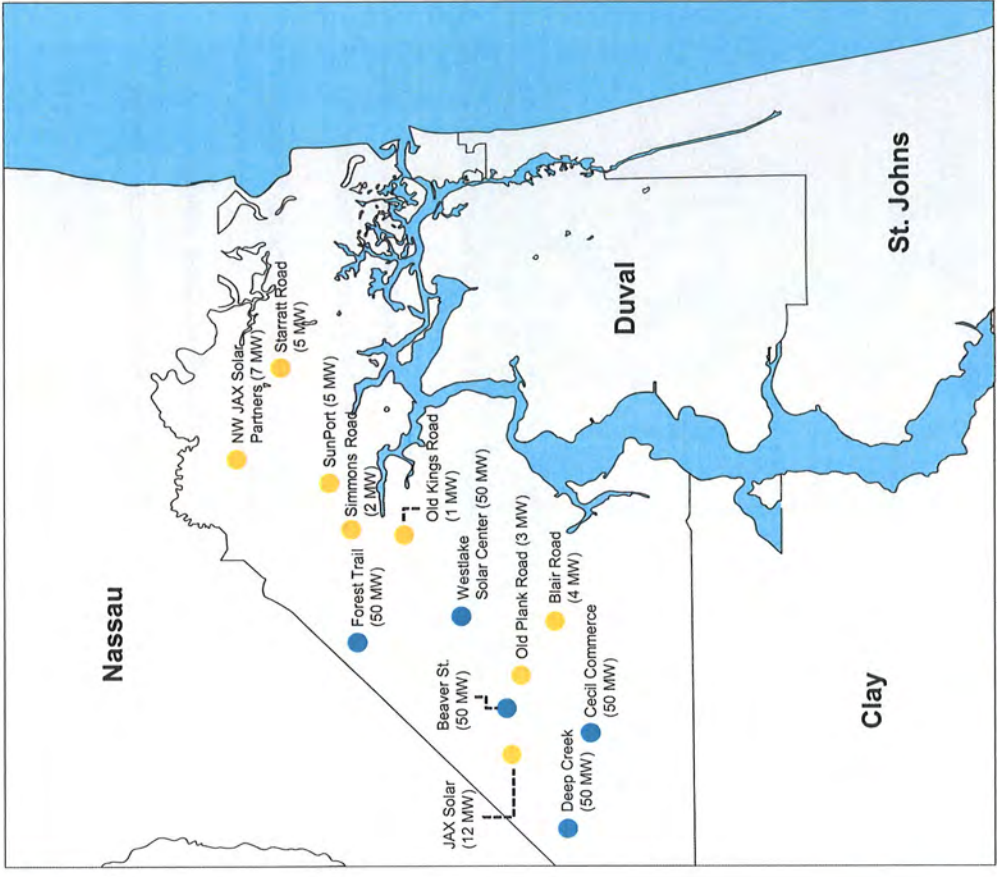 Nassau
NW JAX Solar
Partners (7 MW)
Starratt Road
(5 MW)
SunPort (5 MW)
Simmons Road
(2 MW)
Forest Trail
(50 MW)
Old Kings Road
(1 MW)
Beaver St.
(50 MW)
JAX Solar
(12 MW)
Westlake
Solar Center (50 MW)
Old Plank Road (3 MW)
Blair Road
(4 MW)
Deep Creek
(50 MW)
Cecil Commerce
(50 MW)
Duval
Clay
St. Johns